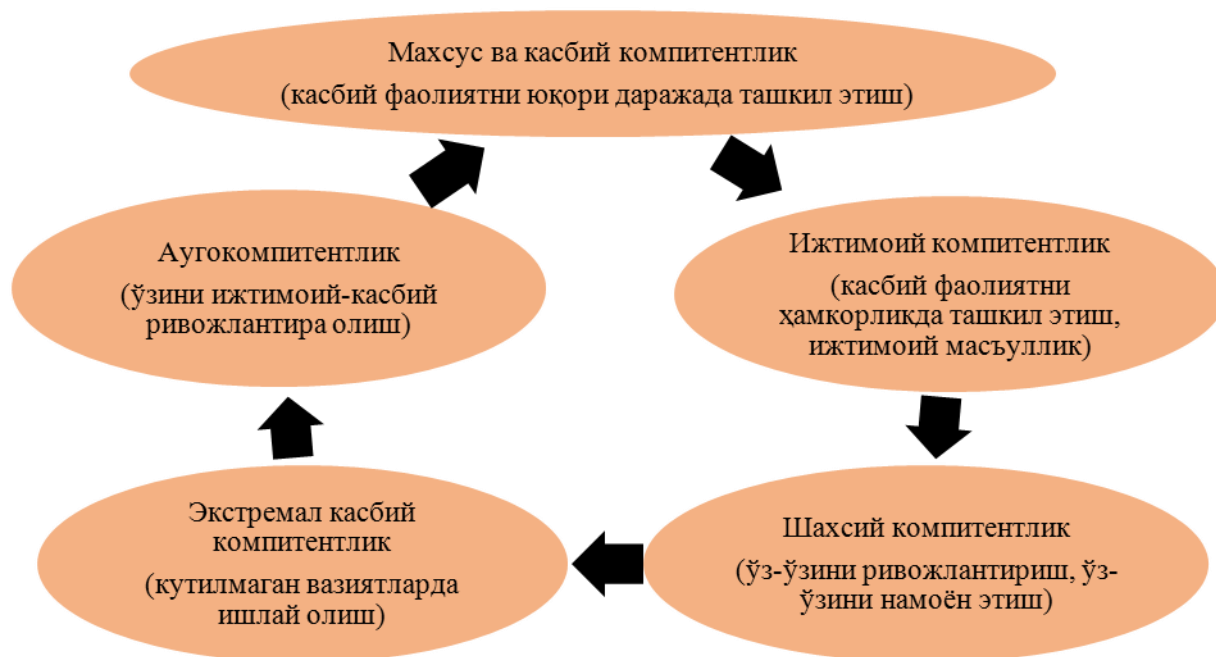 Махсус ва касбий компитентлик
(касбий фаолиятни юқори даражада ташкил этиш)
Ижтимоий компитентлик
(касбий фаолиятни
ҳамкорликда ташкил этиш,
ижтимоий масъуллик)
Шахсий компитентлик
(ўз-ўзини ривожлантириш, ўз-
ўзини намоён этиш)
Экстремал касбий
компитентлик
(кутилмаган вазиятларда
ишлай олиш)
Аугокомпитентлик
(ўзини ижтимоий-касбий
ривожлантира олиш)